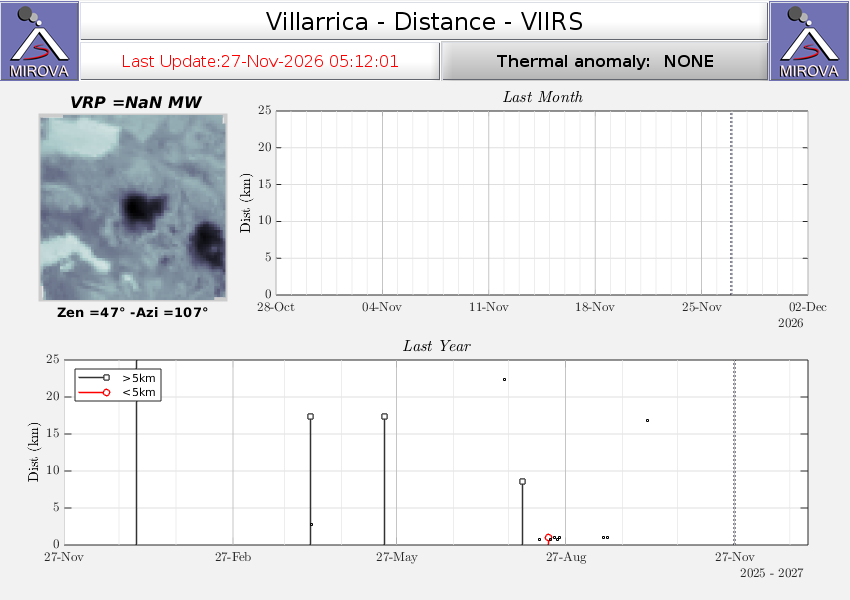 Villarrica - Distance - VIIRS
MIROVA
Last Update:27-Nov-2026 05:12:01
Thermal anomaly: NONE
MIROVA
VRP =NaN MW
Zen =47° -Azi =107°
Last Month
Dist (km)
25
20
15
10
5
0
28-Oct 04-Nov 11-Nov 18-Nov 25-Nov 02-Dec
2026
Last Year
Dist (km)
25
20
15
10
5
0
>5km
<5km
27-Nov 27-Feb 27-May 27-Aug 27-Nov
2025 - 2027